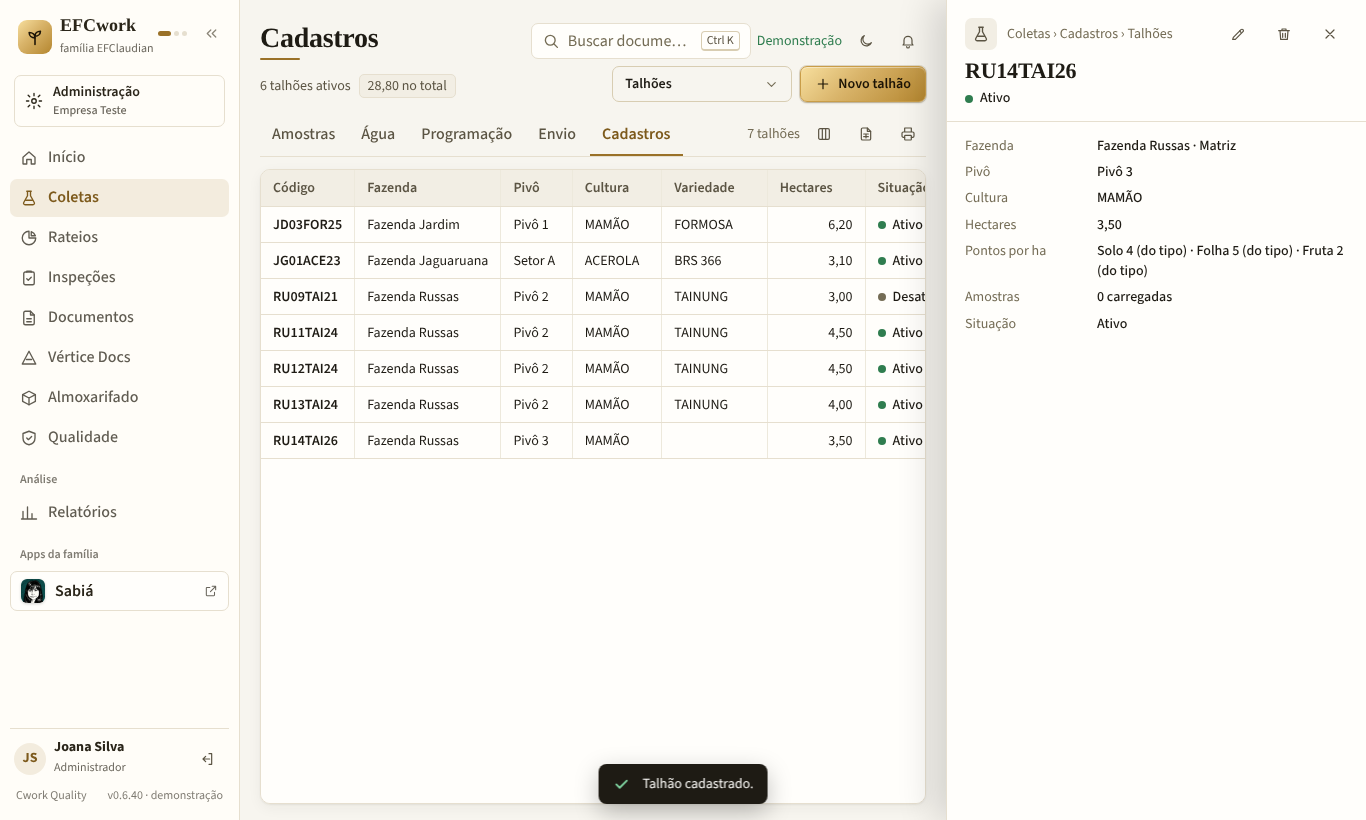 EFCwork
família EFClaudian
Administração
Empresa Teste
Início
Coletas
Rateios
Inspeções
Documentos
Vértice Docs
Almoxarifado
Qualidade
Análise
Relatórios
Apps da família
Sabiá
JS
Joana Silva
Administrador
Cwork Quality v0.6.40 · demonstração
Cadastros
Buscar docume… Ctrl K
Demonstração
6 talhões ativos 28,80 no total
Talhões
Novo talhão
Amostras Água Programação Envio Cadastros 7 talhões
Código Fazenda Pivô Cultura Variedade Hectares Situação
JD03FOR25 Fazenda Jardim Pivô 1 MAMÃO FORMOSA 6,20 Ativo
JG01ACE23 Fazenda Jaguaruana Setor A ACEROLA BRS 366 3,10 Ativo
RU09TAI21 Fazenda Russas Pivô 2 MAMÃO TAINUNG 3,00 Desat
RU11TAI24 Fazenda Russas Pivô 2 MAMÃO TAINUNG 4,50 Ativo
RU12TAI24 Fazenda Russas Pivô 2 MAMÃO TAINUNG 4,50 Ativo
RU13TAI24 Fazenda Russas Pivô 2 MAMÃO TAINUNG 4,00 Ativo
RU14TAI26 Fazenda Russas Pivô 3 MAMÃO 3,50 Ativo
Talhão cadastrado.
Coletas › Cadastros › Talhões
RU14TAI26
Ativo
Fazenda Fazenda Russas · Matriz
Pivô Pivô 3
Cultura MAMÃO
Hectares 3,50
Pontos por ha Solo 4 (do tipo) · Folha 5 (do tipo) · Fruta 2
(do tipo)
Amostras 0 carregadas
Situação Ativo